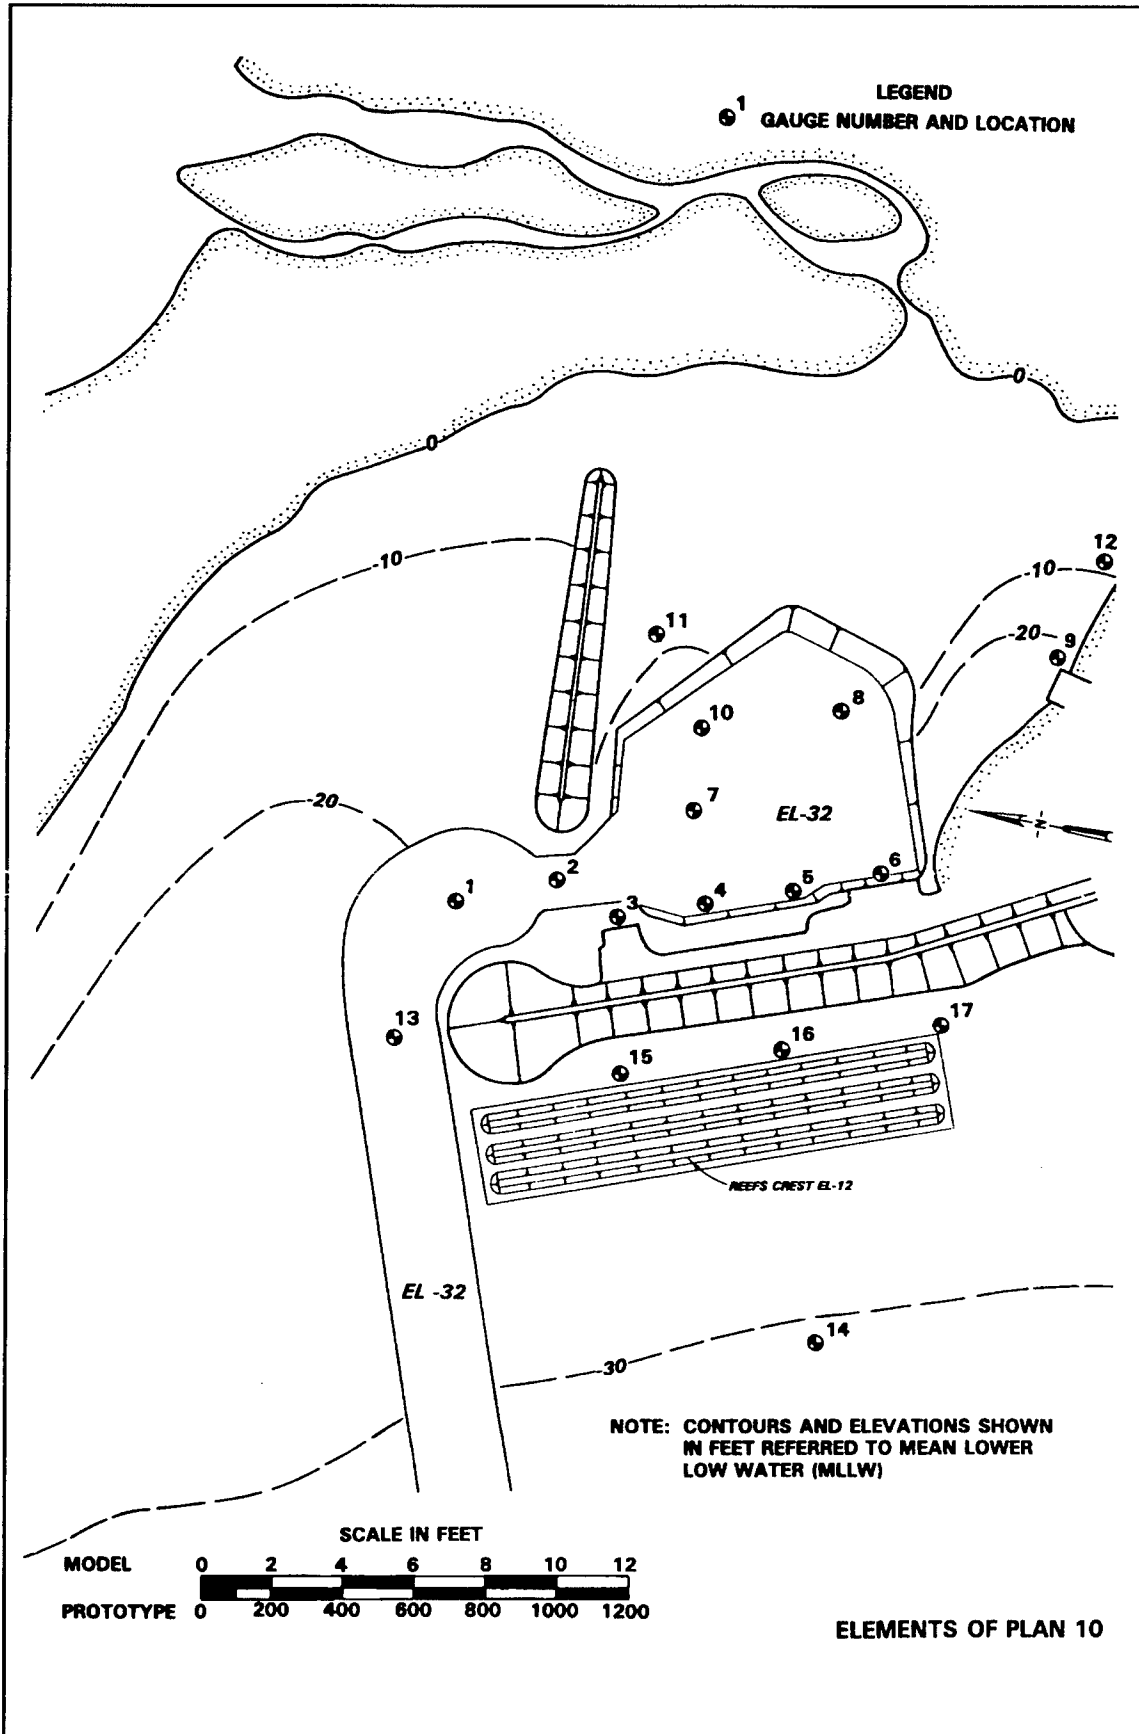 LEGEND
1 GAUGE NUMBER AND LOCATION
0
0
-10
12
-10
-20
9
11
10
8
7
EL-32
N
-20
6
5
4
3
2
1
13
17
16
15
REEFS CREST EL-12
EL -32
14
-30
NOTE: CONTOURS AND ELEVATIONS SHOWN
IN FEET REFERRED TO MEAN LOWER
LOW WATER (MLLW)
SCALE IN FEET
MODEL 0 2 4 6 8 10 12
PROTOTYPE 0 200 400 600 800 1000 1200
ELEMENTS OF PLAN 10